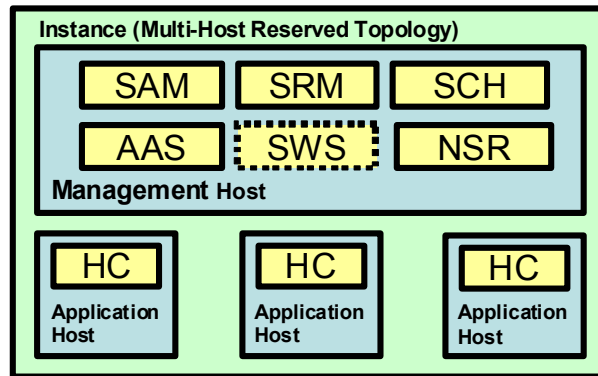 Instance (Multi-Host Reserved Topology)
SAM SRM SCH
AAS SWS NSR
Management Host
HC HC HC
Application Application Application
Host Host Host